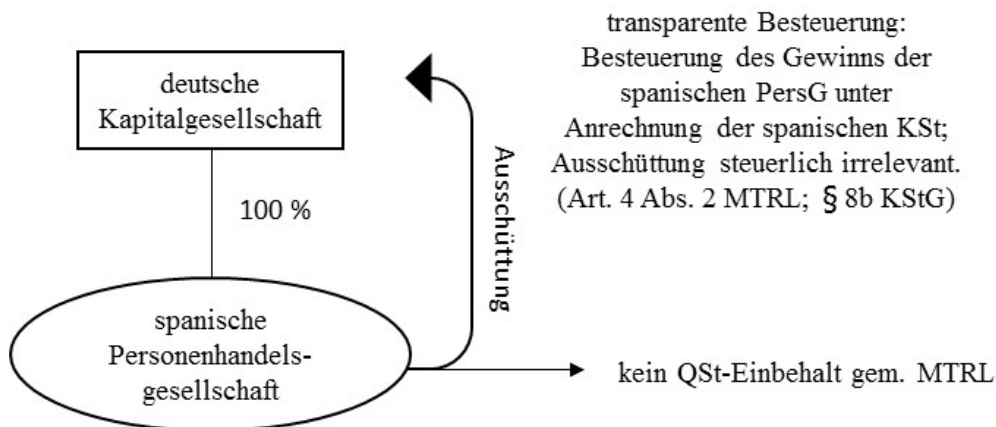 deutsche
Kapitalgesellschaft
100 %
spanische
Personenhandels-
gesellschaft
Ausschüttung
transparente Besteuerung:
Besteuerung des Gewinns der
spanischen PersG unter
Anrechnung der spanischen KSt;
Ausschüttung steuerlich irrelevant.
(Art. 4 Abs. 2 MTRL; § 8b KStG)
kein QSt-Einbehalt gem. MTRL